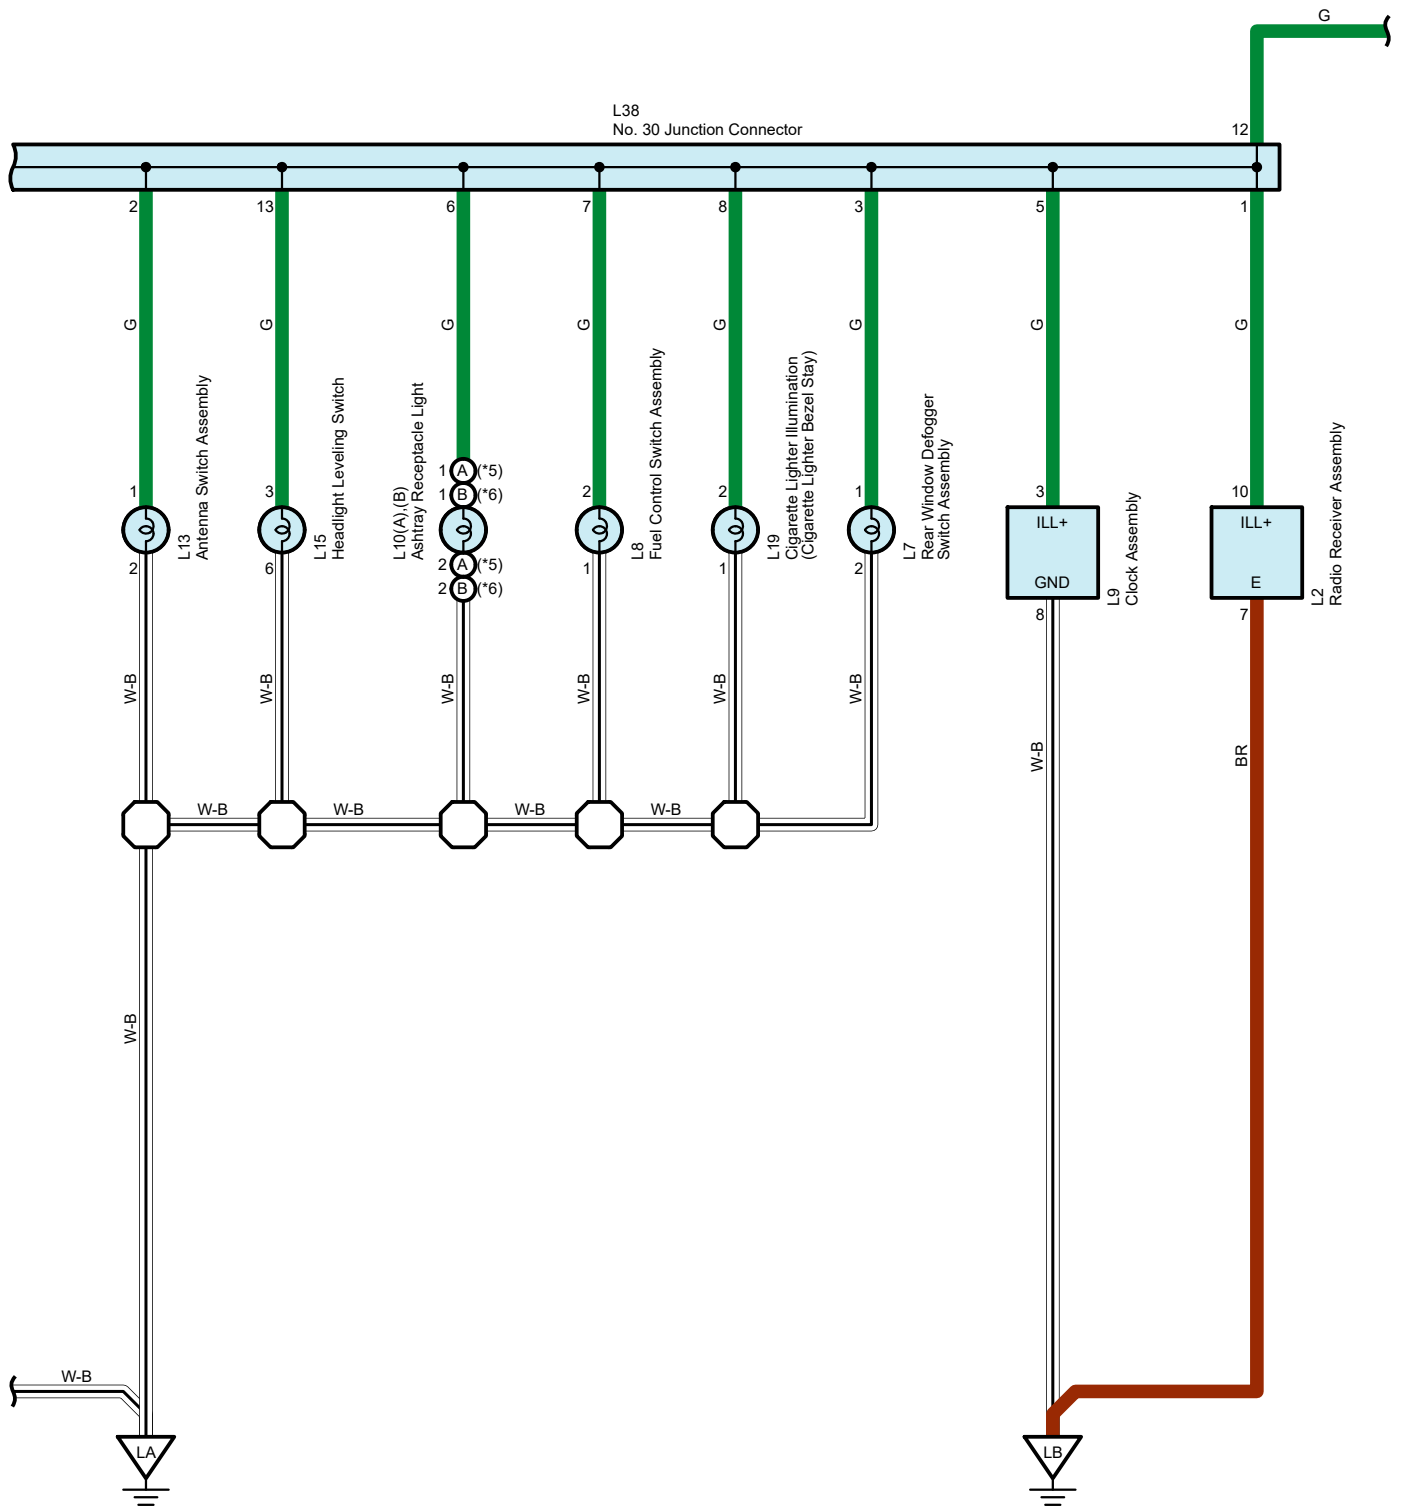 G
L38
No. 30 Junction Connector
12
2
13
6
7
8
3
5
1
G
G
G
G
G
G
G
G
L13
Antenna Switch Assembly
L15
Headlight Leveling Switch
L10(A),(B)
Ashtray Receptacle Light
L8
Fuel Control Switch Assembly
L19
Cigarette Lighter Illumination
(Cigarette Lighter Bezel Stay)
L7
Rear Window Defogger
Switch Assembly
L9
Clock Assembly
L2
Radio Receiver Assembly
1 A (*5)
1 B (*6)
1
3
2
2
1
3
10
ILL+
ILL+
2 A (*5)
2 B (*6)
2
6
1
1
2
GND
E
8
7
W-B
W-B
W-B
W-B
W-B
W-B
W-B
BR
W-B
W-B
W-B
W-B
W-B
W-B
LA
LB